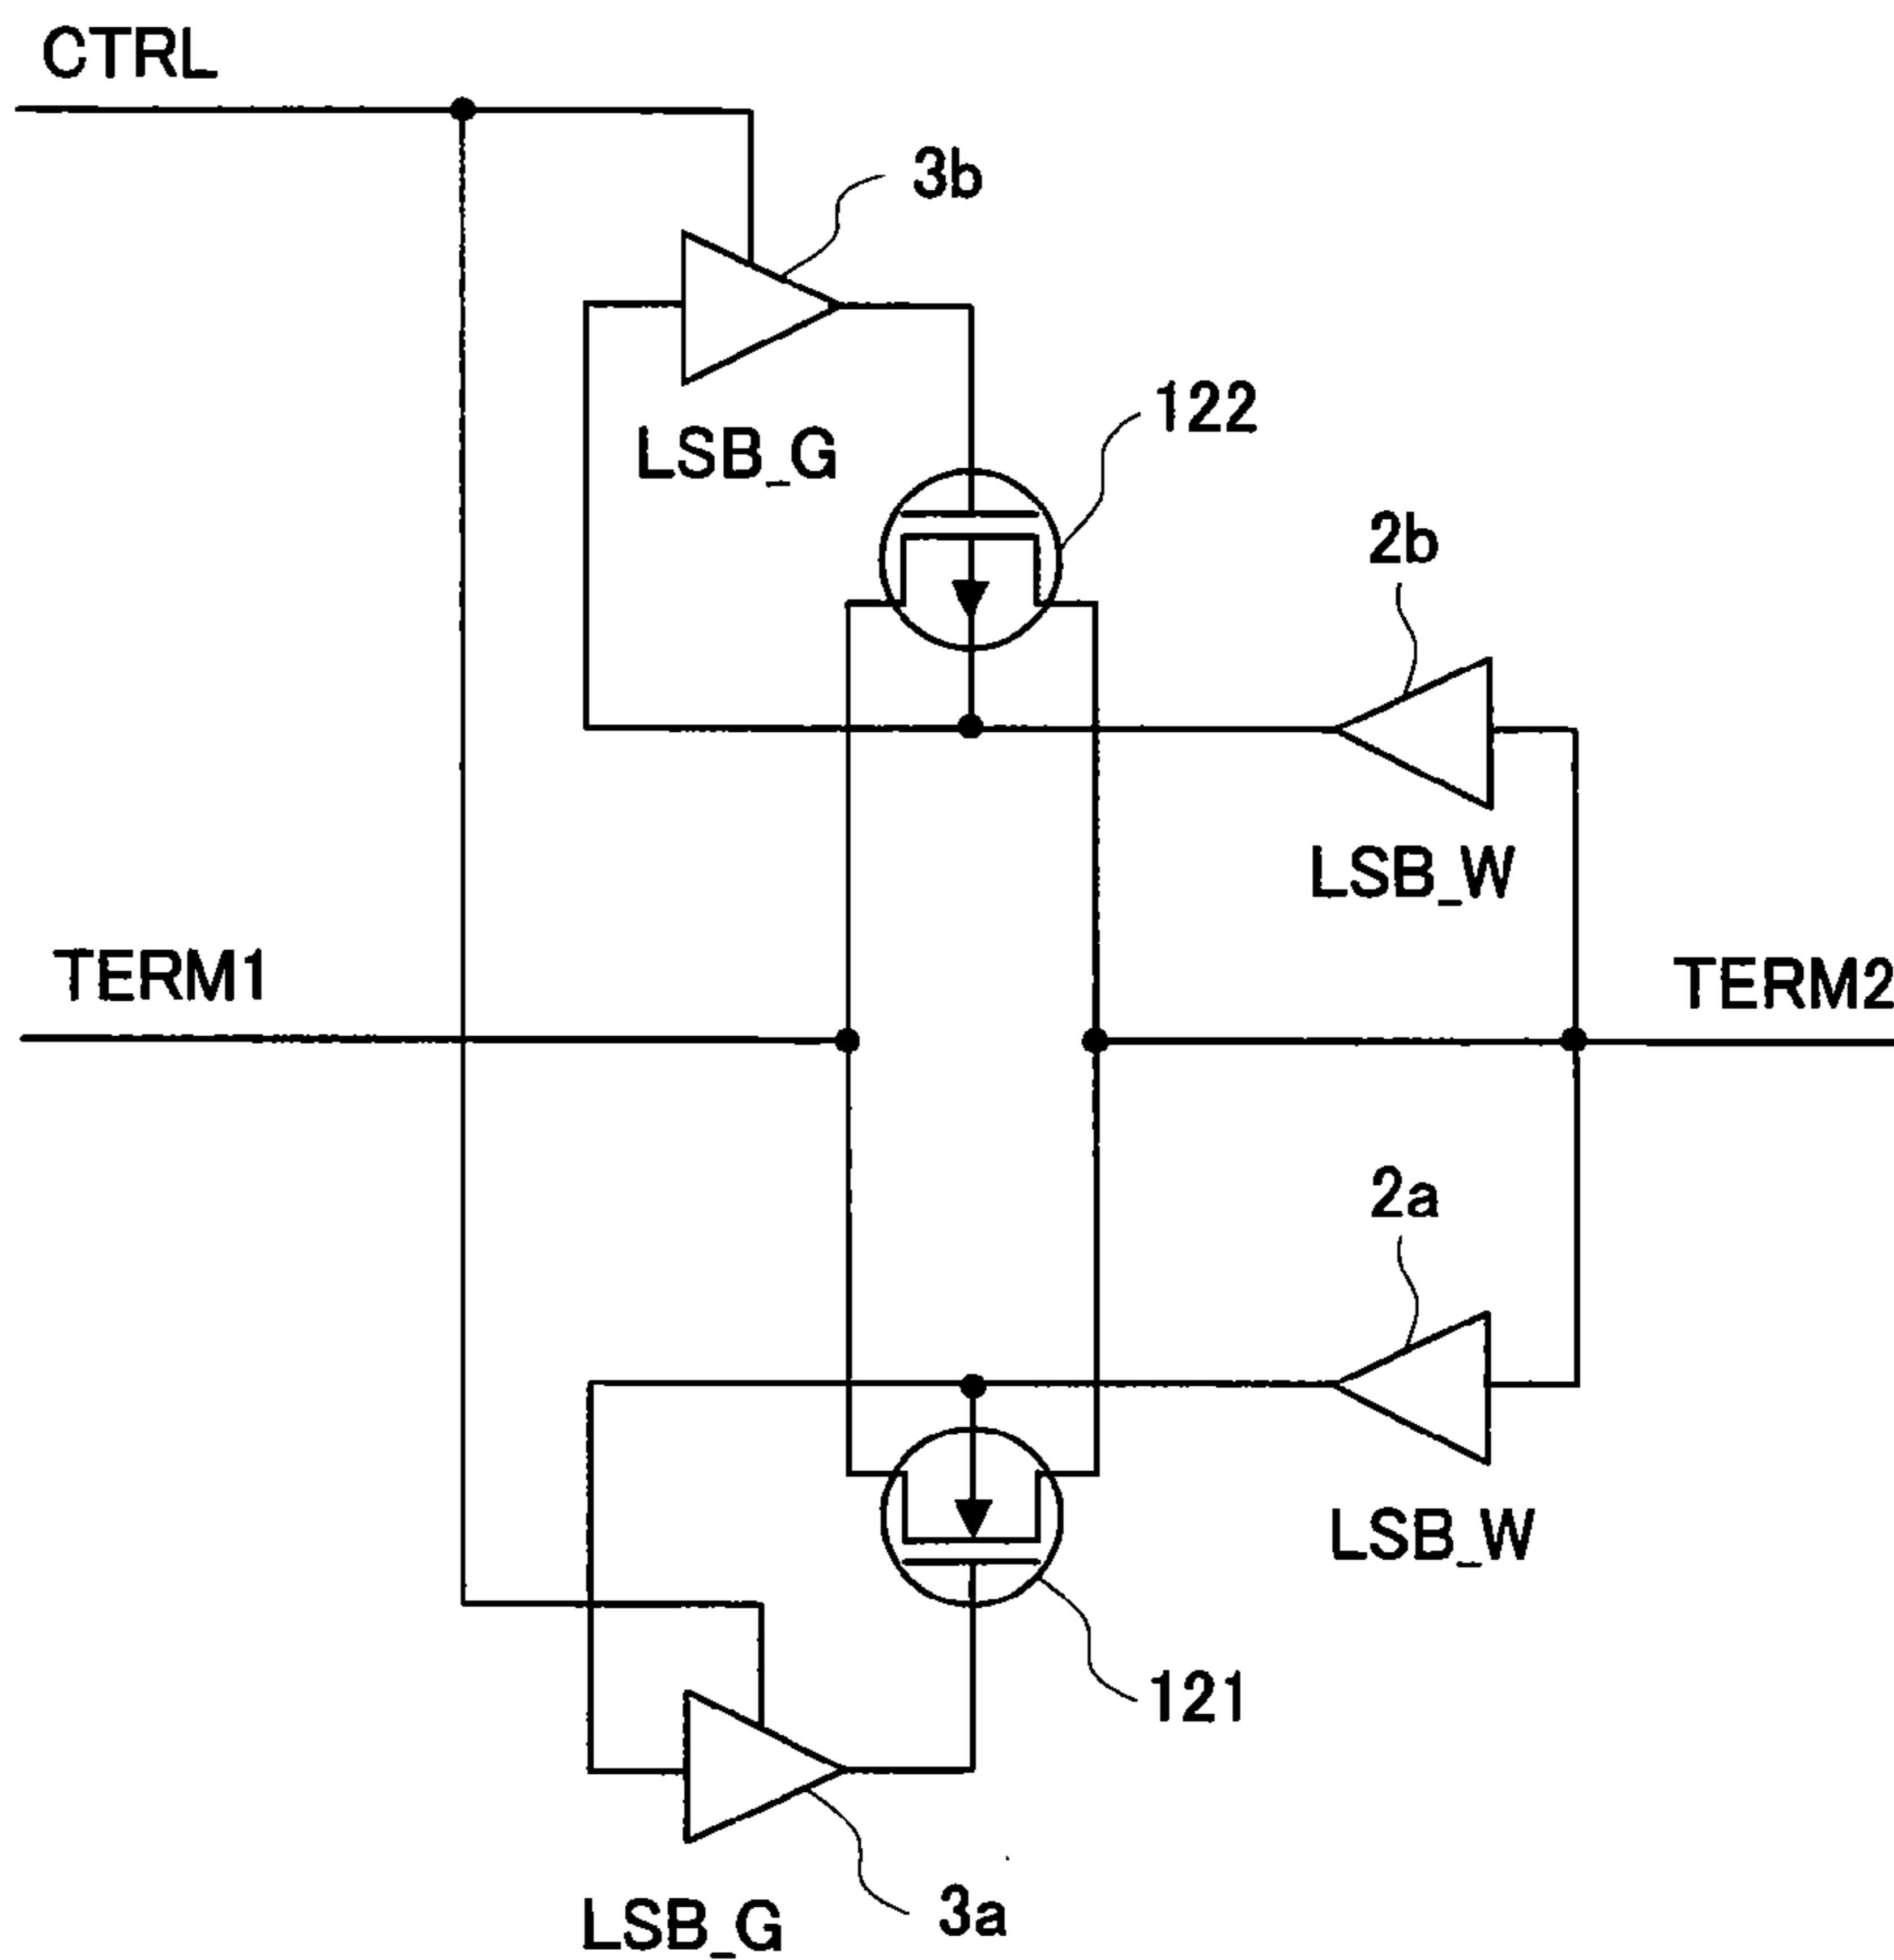 CTRL
3b
LSB_G
122
2b
LSB_W
TERM1
TERM2
2a
LSB_W
121
LSB_G
3a